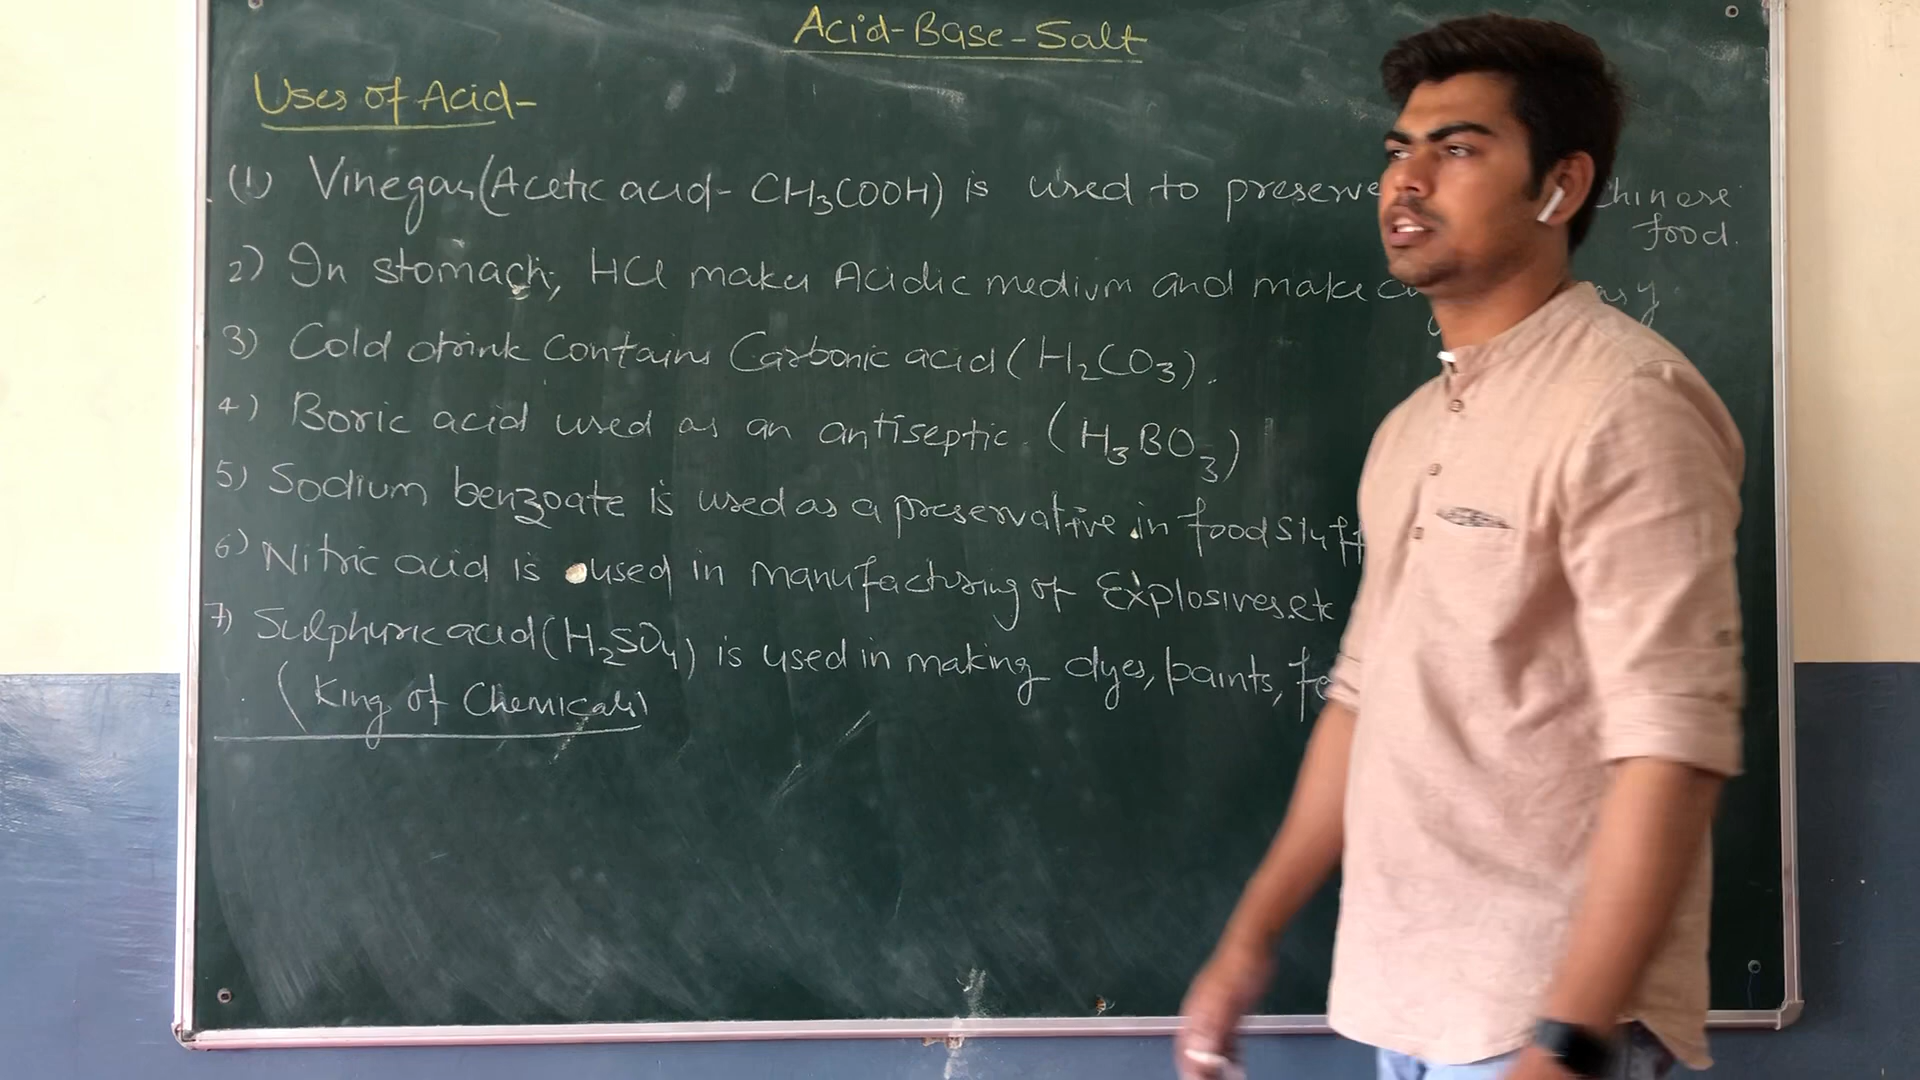 Acid-Base-Salt
Uses of Acid-
(1) Vinegar (Acetic acid- CH3COOH) is used to preserve Chinese
food.
2) In stomach, HCl makes Acidic medium and make
3) Cold drink contains Carbonic acid (H2CO3).
4) Boric acid used as an antiseptic. (H3BO3)
5) Sodium benzoate is used as a preservative in food stuff
6) Nitric acid is used in manufacturing of Explosives.etc
7) Sulphuric acid (H2SO4) is used in making dyes, paints,
(King of Chemicals)